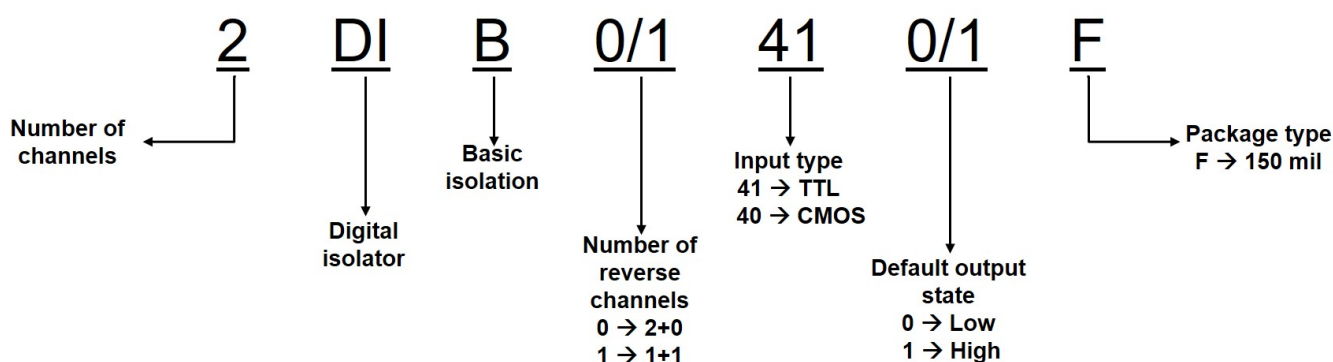 2 DI B 0/1 41 0/1 F
Number of
channels
Digital
isolator
Basic
isolation
Number of
reverse
channels
0 → 2+0
1 → 1+1
Input type
41 → TTL
40 → CMOS
Default output
state
0 → Low
1 → High
Package type
F → 150 mil